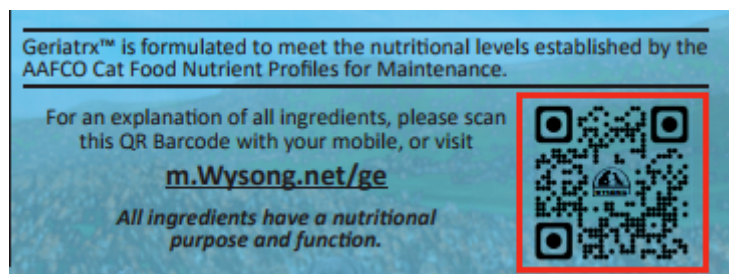 Geriatrx™ is formulated to meet the nutritional levels established by the
AAFCO Cat Food Nutrient Profiles for Maintenance.
For an explanation of all ingredients, please scan
this QR Barcode with your mobile, or visit
m.Wysong.net/ge
All ingredients have a nutritional
purpose and function.
WYSONG